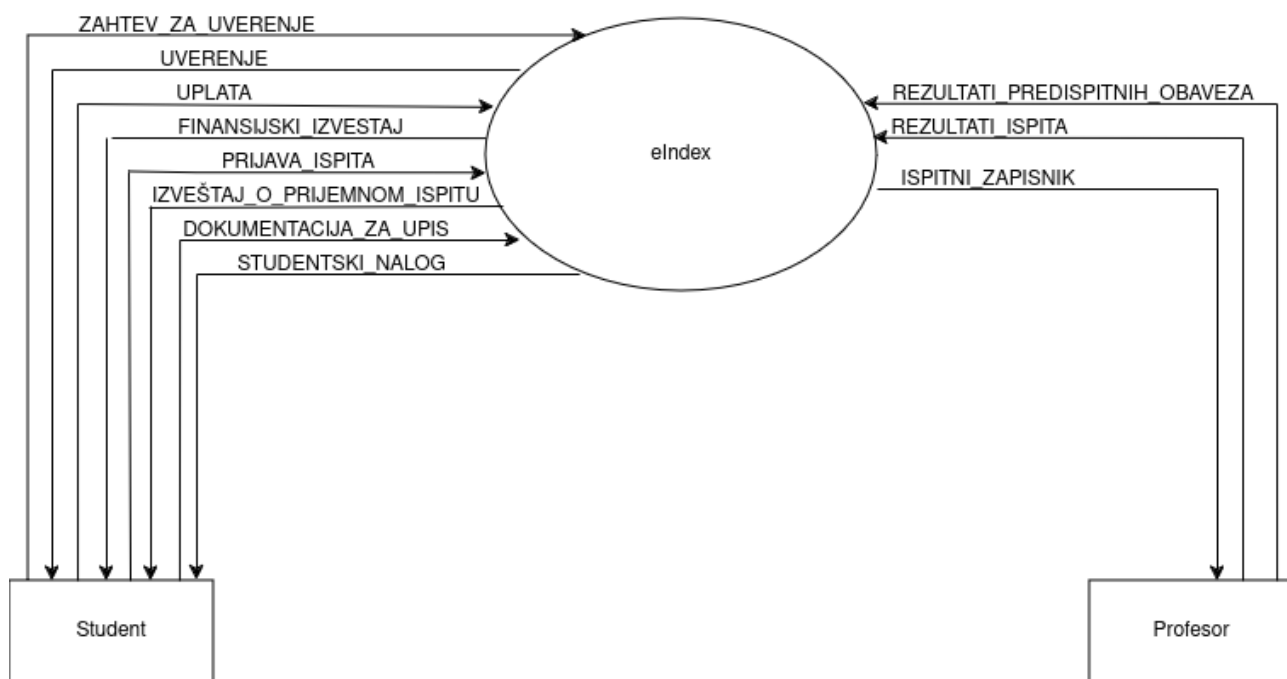 ZAHTEV_ZA_UVERENJE
UVERENJE
UPLATA
FINANSIJSKI_IZVESTAJ
PRIJAVA_ISPITA
IZVEŠTAJ_O_PRIJEMNOM_ISPITU
DOKUMENTACIJA_ZA_UPIS
STUDENTSKI_NALOG
eIndex
REZULTATI_PREDISPITNIH_OBAVEZA
REZULTATI_ISPITA
ISPITNI_ZAPISNIK
Student
Profesor